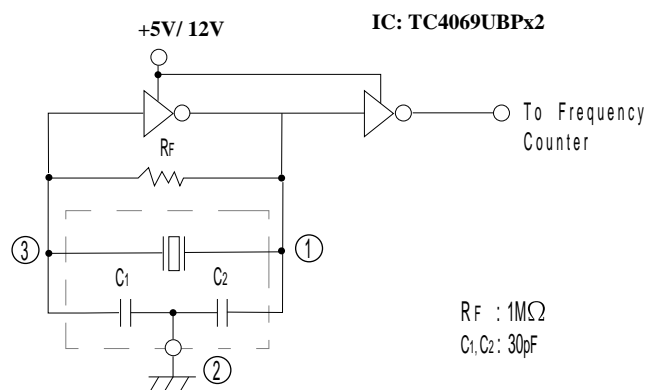 +5V/ 12V
IC: TC4069UBPx2
To Frequency
Counter
RF
③
①
C1
C2
②
RF : 1MΩ
C1, C2 : 30pF